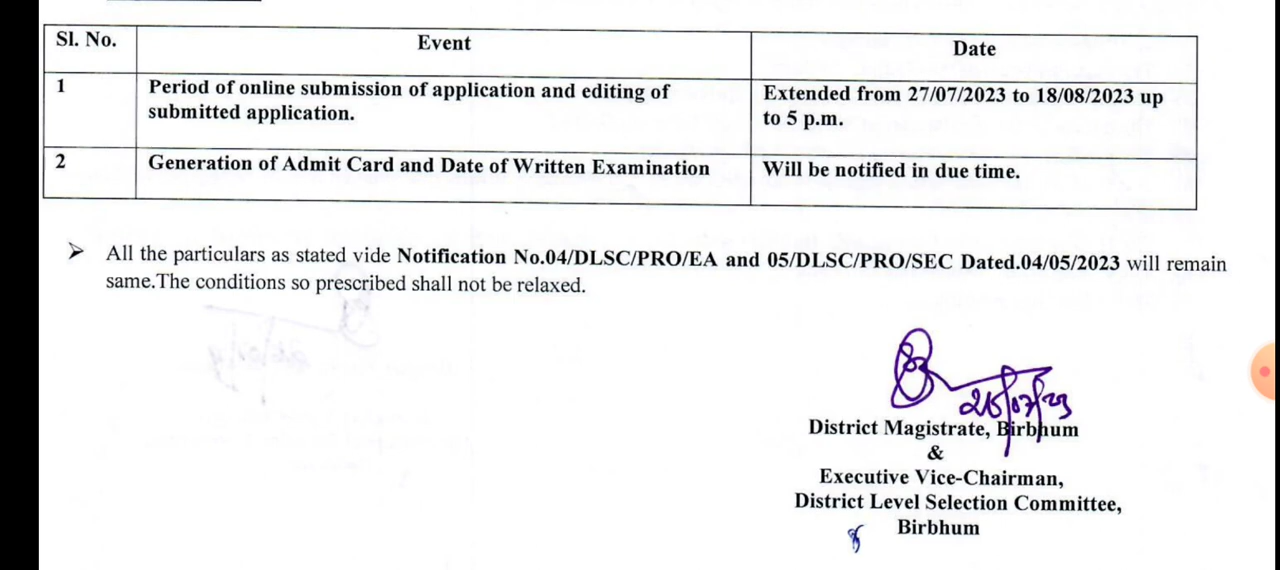 Sl. No. Event Date
1 Period of online submission of application and editing of submitted application. Extended from 27/07/2023 to 18/08/2023 up to 5 p.m.
2 Generation of Admit Card and Date of Written Examination Will be notified in due time.
➢ All the particulars as stated vide Notification No.04/DLSC/PRO/EA and 05/DLSC/PRO/SEC Dated.04/05/2023 will remain
same.The conditions so prescribed shall not be relaxed.
District Magistrate, Birbhum
&
Executive Vice-Chairman,
District Level Selection Committee,
Birbhum